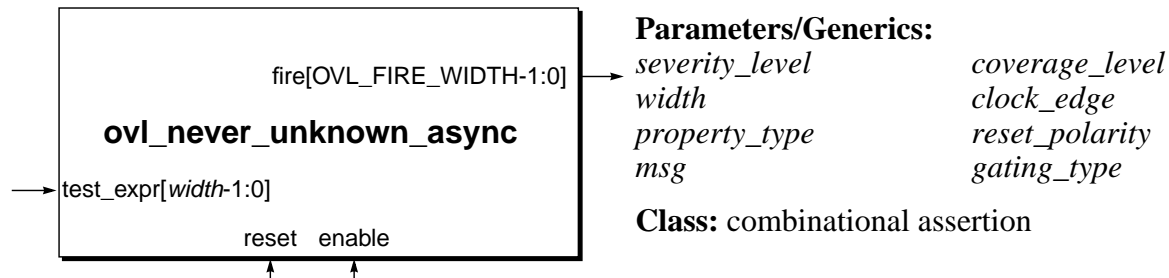 fire[OVL_FIRE_WIDTH-1:0]
ovl_never_unknown_async
test_expr[width-1:0]
reset enable
Parameters/Generics:
severity_level coverage_level
width clock_edge
property_type reset_polarity
msg gating_type
Class: combinational assertion